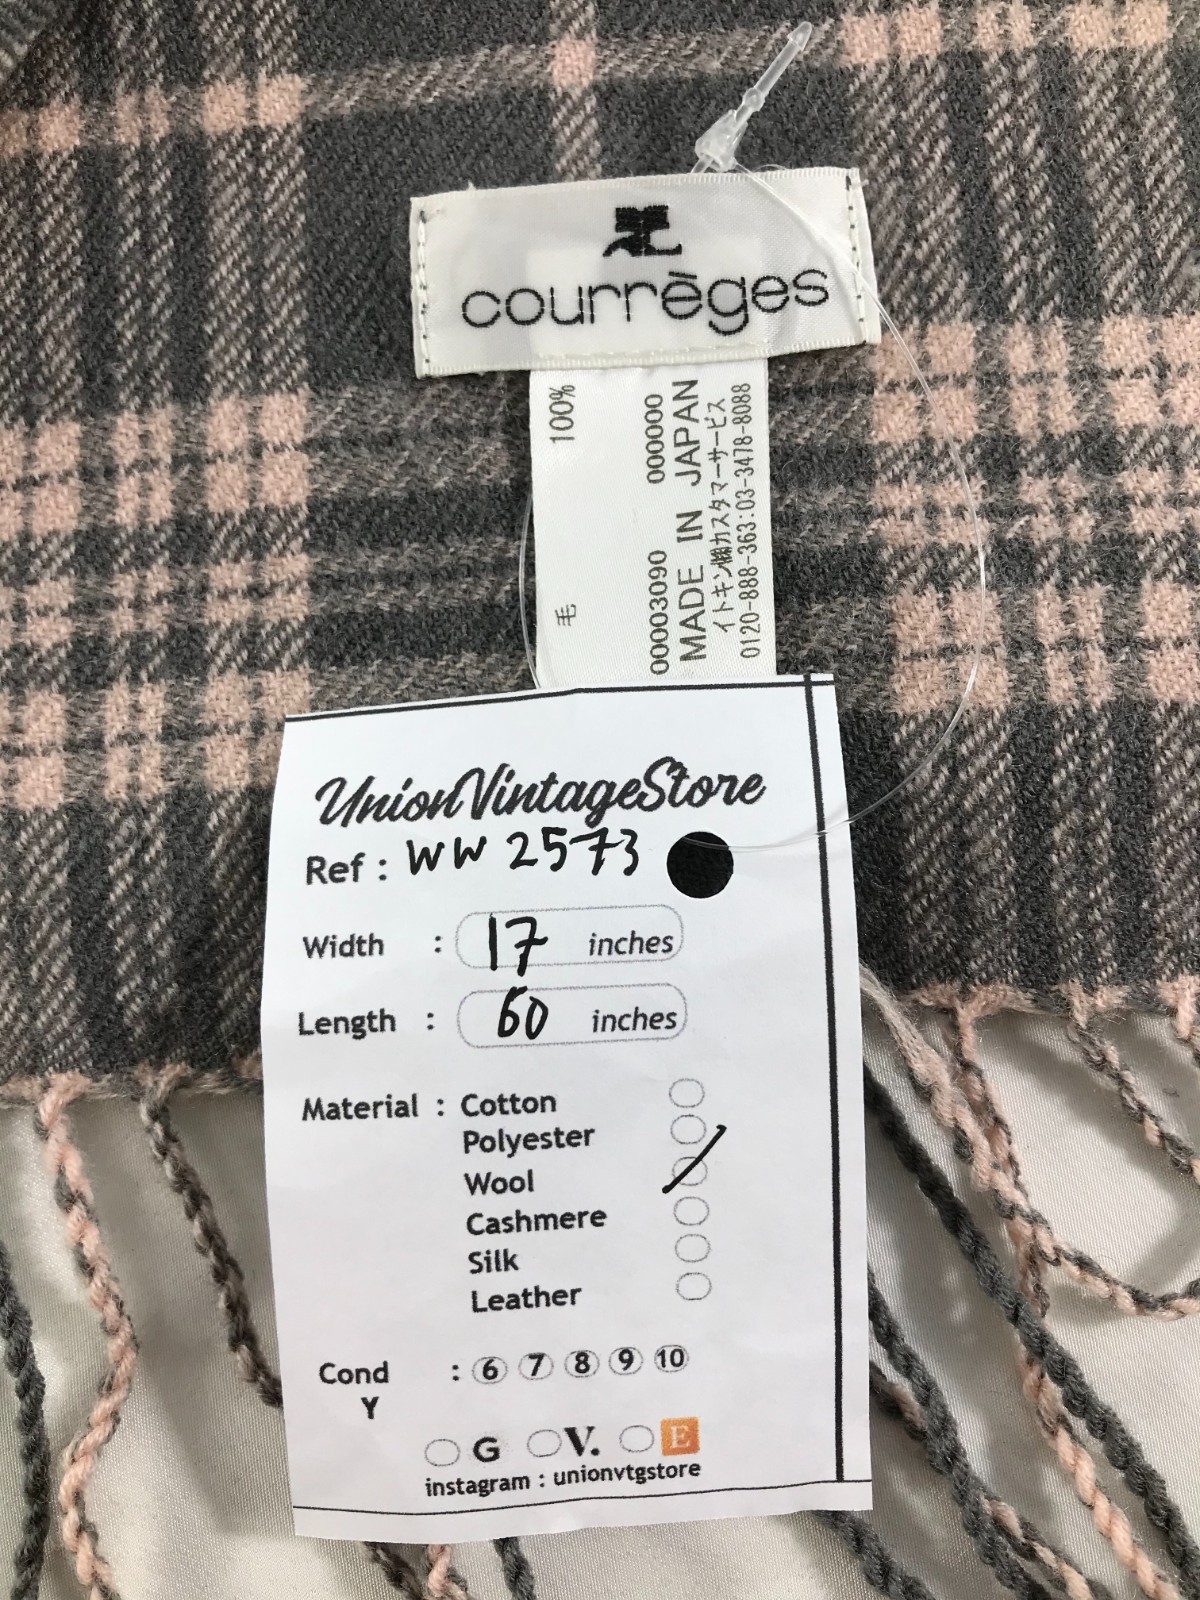 courrèges
毛 100%
00003090 000000
MADE IN JAPAN
イトキン㈱カスタマーサービス
0120-888-363:03-3478-8088
UnionVintageStore
Ref : WW 2573
Width : 17 inches
Length : 60 inches
Material : Cotton
Polyester
Wool
Cashmere
Silk
Leather
Cond : 6 7 8 9 10
Y
G V. E
instagram : unionvtgstore